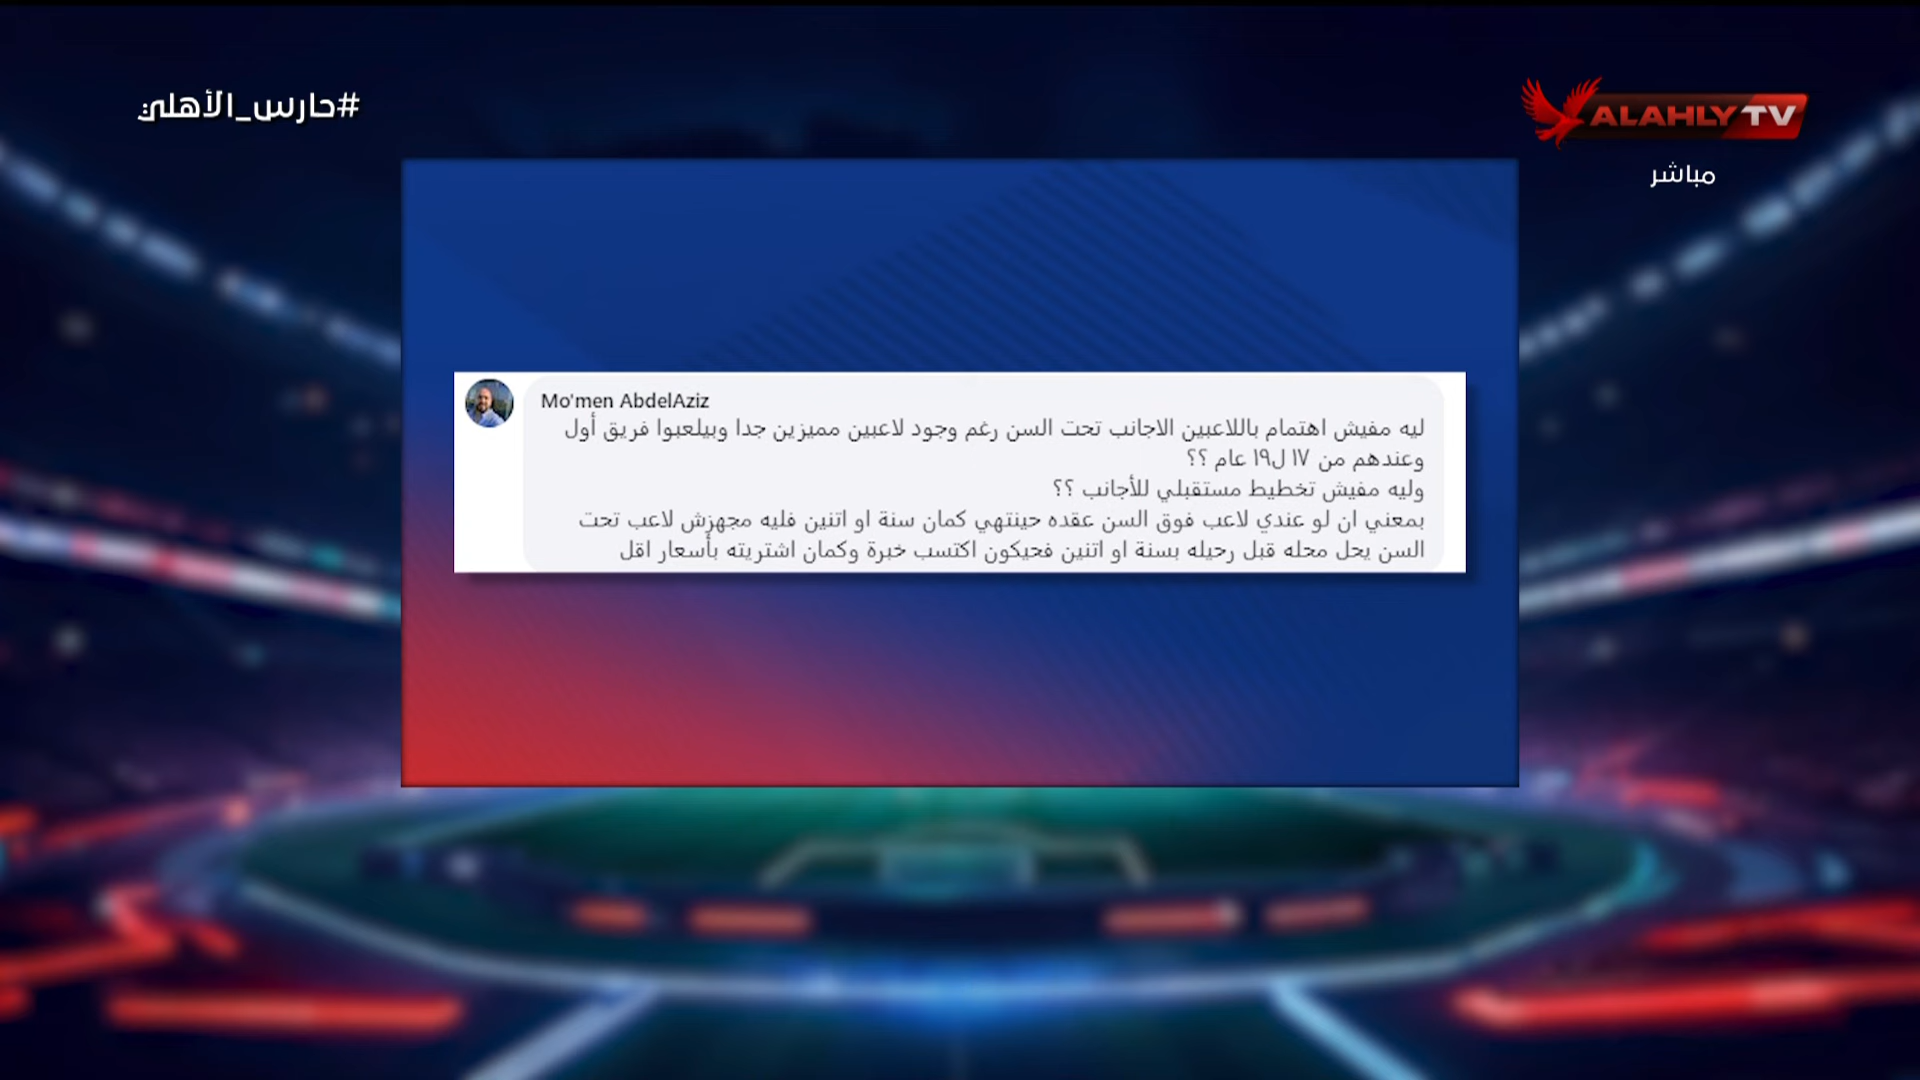 #حارس_الأهلي
ALAHLY TV
مباشر
Mo'men AbdelAziz
ليه مفيش اهتمام باللاعبين الاجانب تحت السن رغم وجود لاعبين مميزين جدا وبيلعبوا فريق أول
وعندهم من ١٧ ل١٩ عام ؟؟
وليه مفيش تخطيط مستقبلي للأجانب ؟؟
بمعني ان لو عندي لاعب فوق السن عقده حينتهي كمان سنة او اتنين فليه مجهزش لاعب تحت
السن يحل محله قبل رحيله بسنة او اتنين فحيكون اكتسب خبرة وكمان اشتريته بأسعار اقل